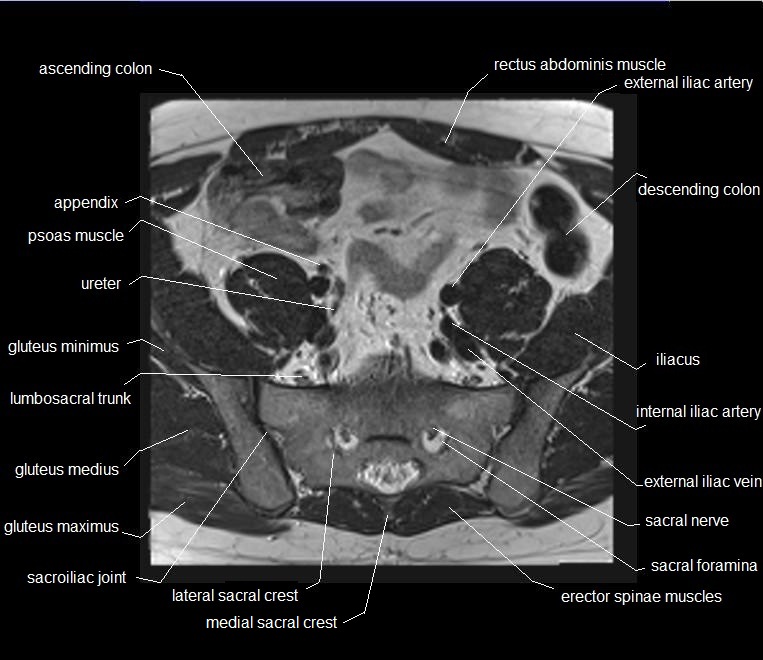 rectus abdominis muscle
ascending colon
external iliac artery
descending colon
appendix
psoas muscle
ureter
gluteus minimus
iliacus
lumbosacral trunk
internal iliac artery
gluteus medius
external iliac vein
sacral nerve
gluteus maximus
sacral foramina
sacroiliac joint
lateral sacral crest
erector spinae muscles
medial sacral crest